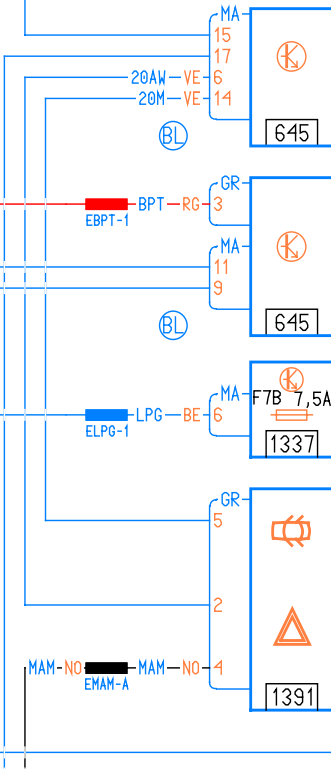 MA
15
17
20AW VE 6
20M VE 14
BL
645
GR
BPT RG 3
EBPT-1
MA
11
9
BL
645
MA
F7B 7,5A
LPG BE 6
ELPG-1
1337
GR
5
2
MAM NO MAM NO 4
EMAM-A
1391